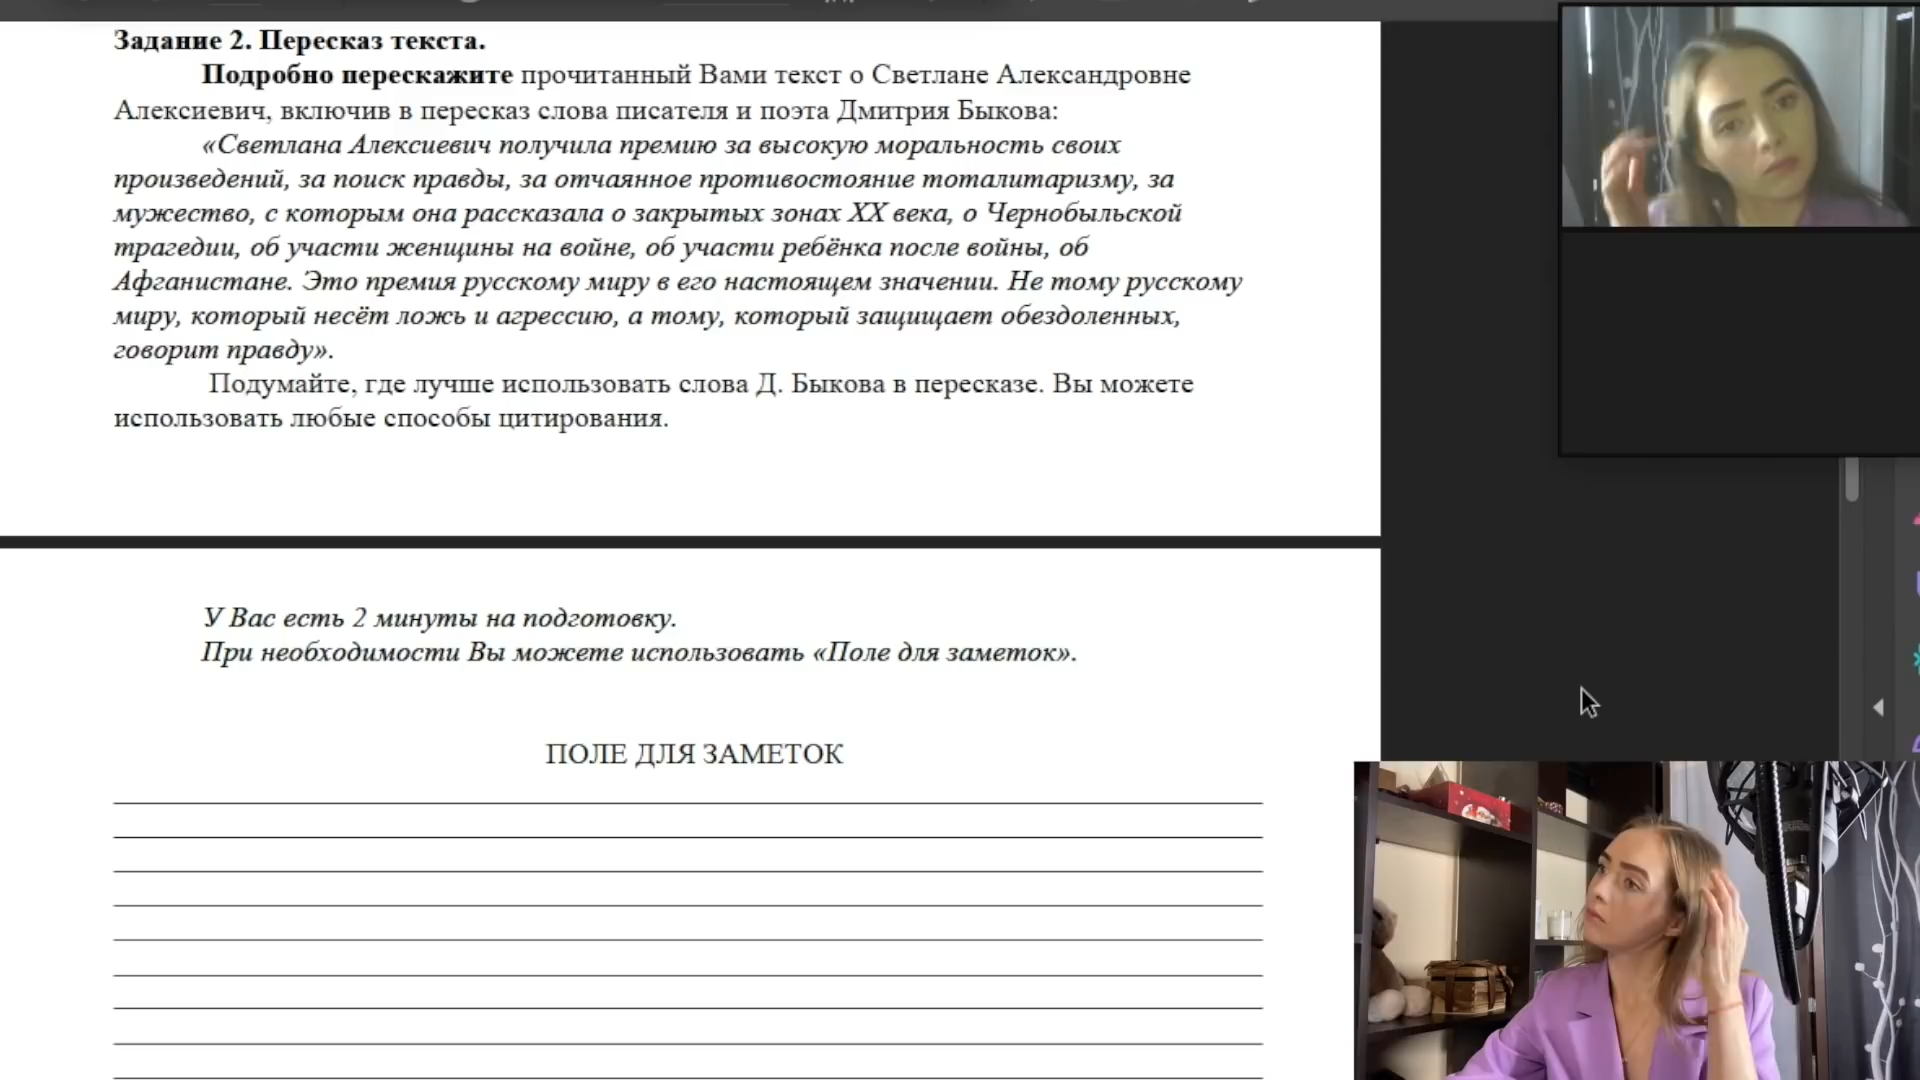 Задание 2. Пересказ текста.
Подробно перескажите прочитанный Вами текст о Светлане Александровне
Алексиевич, включив в пересказ слова писателя и поэта Дмитрия Быкова:
«Светлана Алексиевич получила премию за высокую моральность своих
произведений, за поиск правды, за отчаянное противостояние тоталитаризму, за
мужество, с которым она рассказала о закрытых зонах XX века, о Чернобыльской
трагедии, об участи женщины на войне, об участи ребёнка после войны, об
Афганистане. Это премия русскому миру в его настоящем значении. Не тому русскому
миру, который несёт ложь и агрессию, а тому, который защищает обездоленных,
говорит правду».
Подумайте, где лучше использовать слова Д. Быкова в пересказе. Вы можете
использовать любые способы цитирования.
У Вас есть 2 минуты на подготовку.
При необходимости Вы можете использовать «Поле для заметок».
ПОЛЕ ДЛЯ ЗАМЕТОК